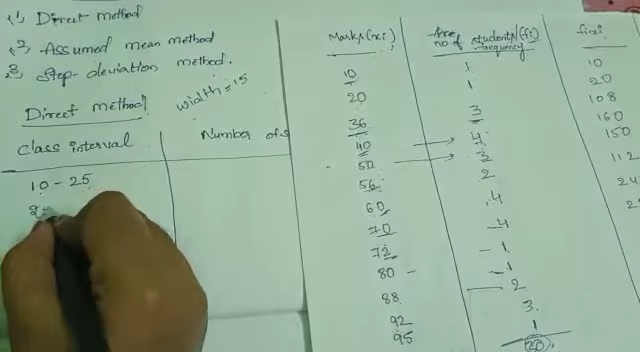 (1) Direct method
(2) Assumed mean method
(3) Step-deviation method.
Direct method
width = 15
class interval Number of s
10 - 25
Marks(xi) no of students(fi) fixi
frequency
10 1 10
20 1 20
36 3 108
40 4 160
50 3 150
56 2 112
60 4 24
70 4 2
72 1
80 1
88 2
92 3
95 1
20